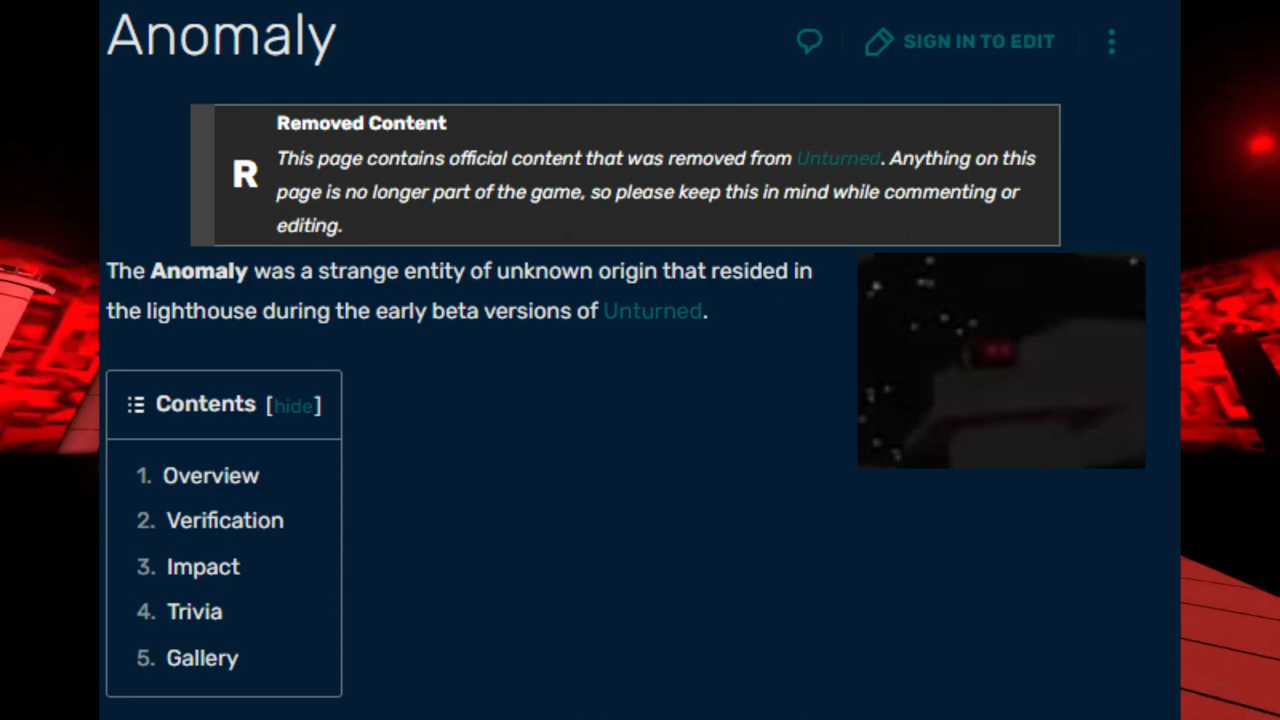 Anomaly
SIGN IN TO EDIT
Removed Content
R
This page contains official content that was removed from Unturned. Anything on this
page is no longer part of the game, so please keep this in mind while commenting or
editing.
The Anomaly was a strange entity of unknown origin that resided in
the lighthouse during the early beta versions of Unturned.
Contents [hide]
1. Overview
2. Verification
3. Impact
4. Trivia
5. Gallery